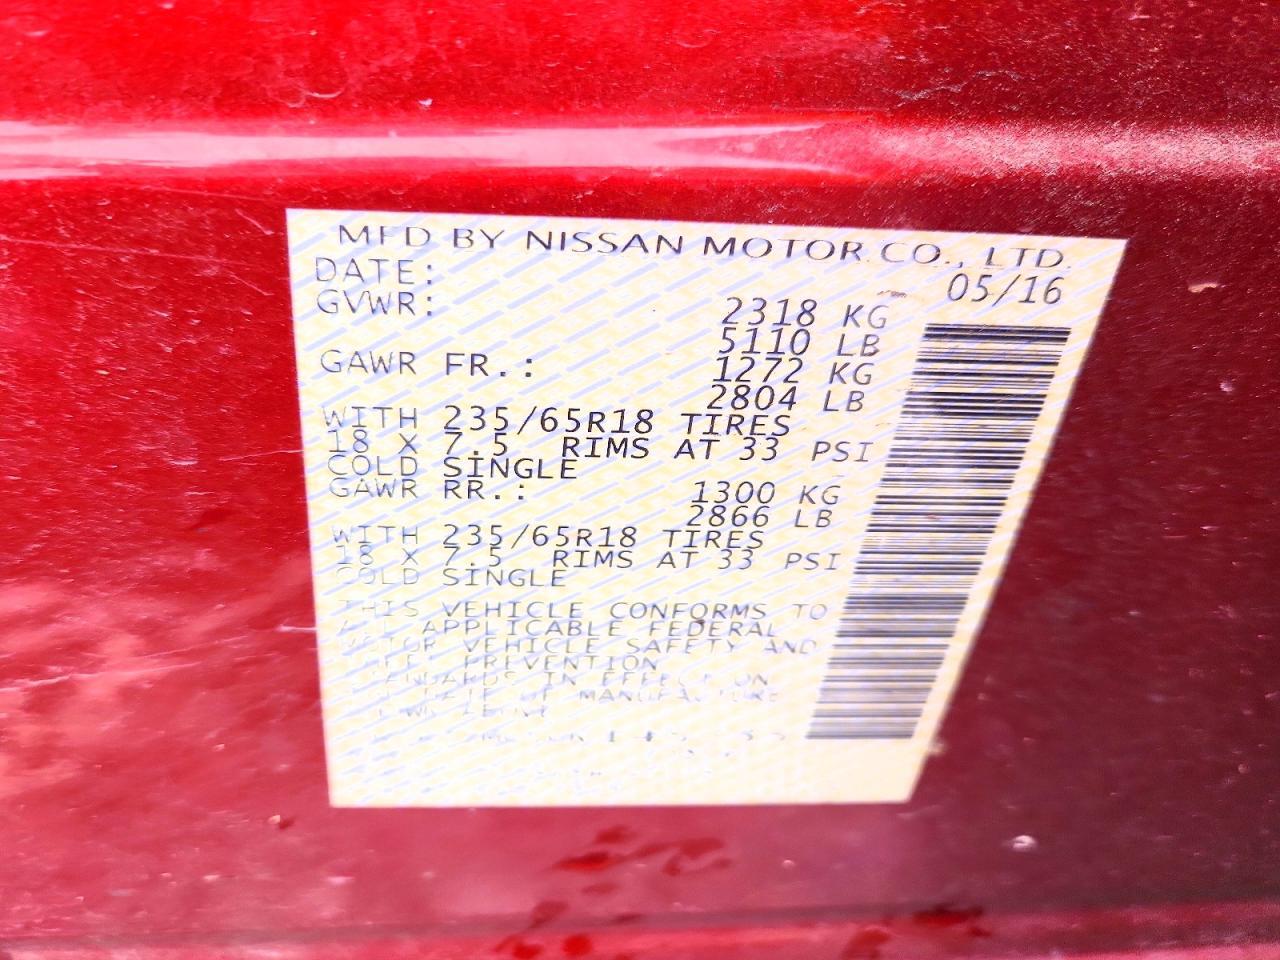 MFD BY NISSAN MOTOR CO., LTD.
DATE: 05/16
GVWR: 2318 KG
5110 LB
GAWR FR.: 1272 KG
2804 LB
WITH 235/65R18 TIRES
18 X 7.5 RIMS AT 33 PSI
COLD SINGLE
GAWR RR.: 1300 KG
2866 LB
WITH 235/65R18 TIRES
18 X 7.5 RIMS AT 33 PSI
COLD SINGLE
THIS VEHICLE CONFORMS TO
ALL APPLICABLE FEDERAL
MOTOR VEHICLE SAFETY AND
THEFT PREVENTION
STANDARDS IN EFFECT ON
DATE OF MANUFACTURE